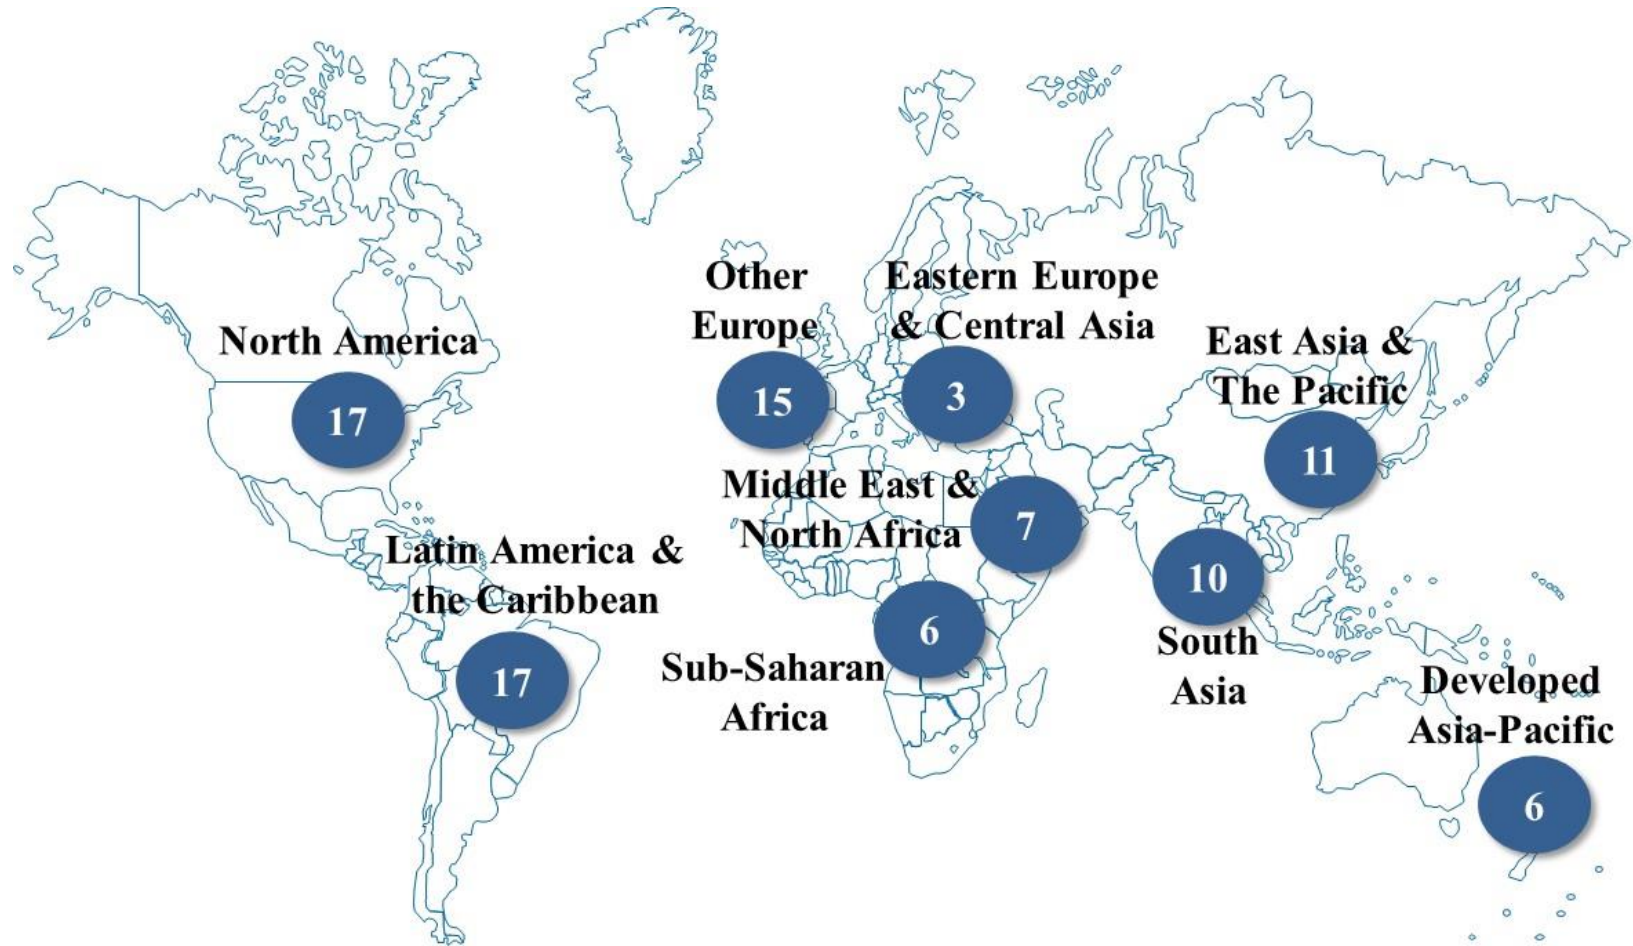 North America
17
Latin America &
the Caribbean
17
Other
Europe
15
Eastern Europe
& Central Asia
3
Middle East &
North Africa
7
6
Sub-Saharan
Africa
East Asia &
The Pacific
11
10
South
Asia
Developed
Asia-Pacific
6